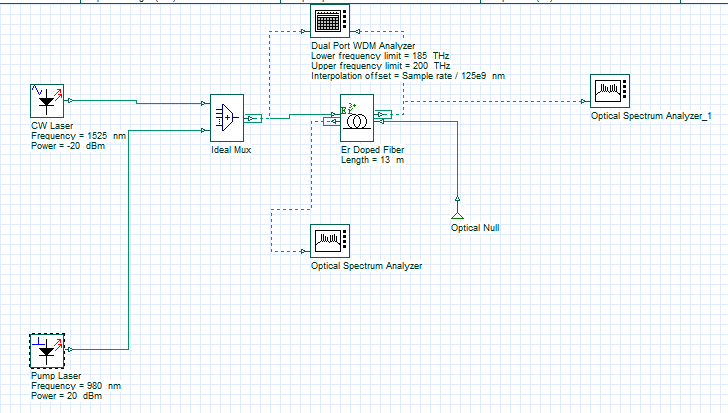 Dual Port WDM Analyzer
Lower frequency limit = 185 THz
Upper frequency limit = 200 THz
Interpolation offset = Sample rate / 125e9 nm
CW Laser
Frequency = 1525 nm
Power = -20 dBm
Ideal Mux
Er Doped Fiber
Length = 13 m
Optical Spectrum Analyzer_1
Optical Null
Optical Spectrum Analyzer
Pump Laser
Frequency = 980 nm
Power = 20 dBm